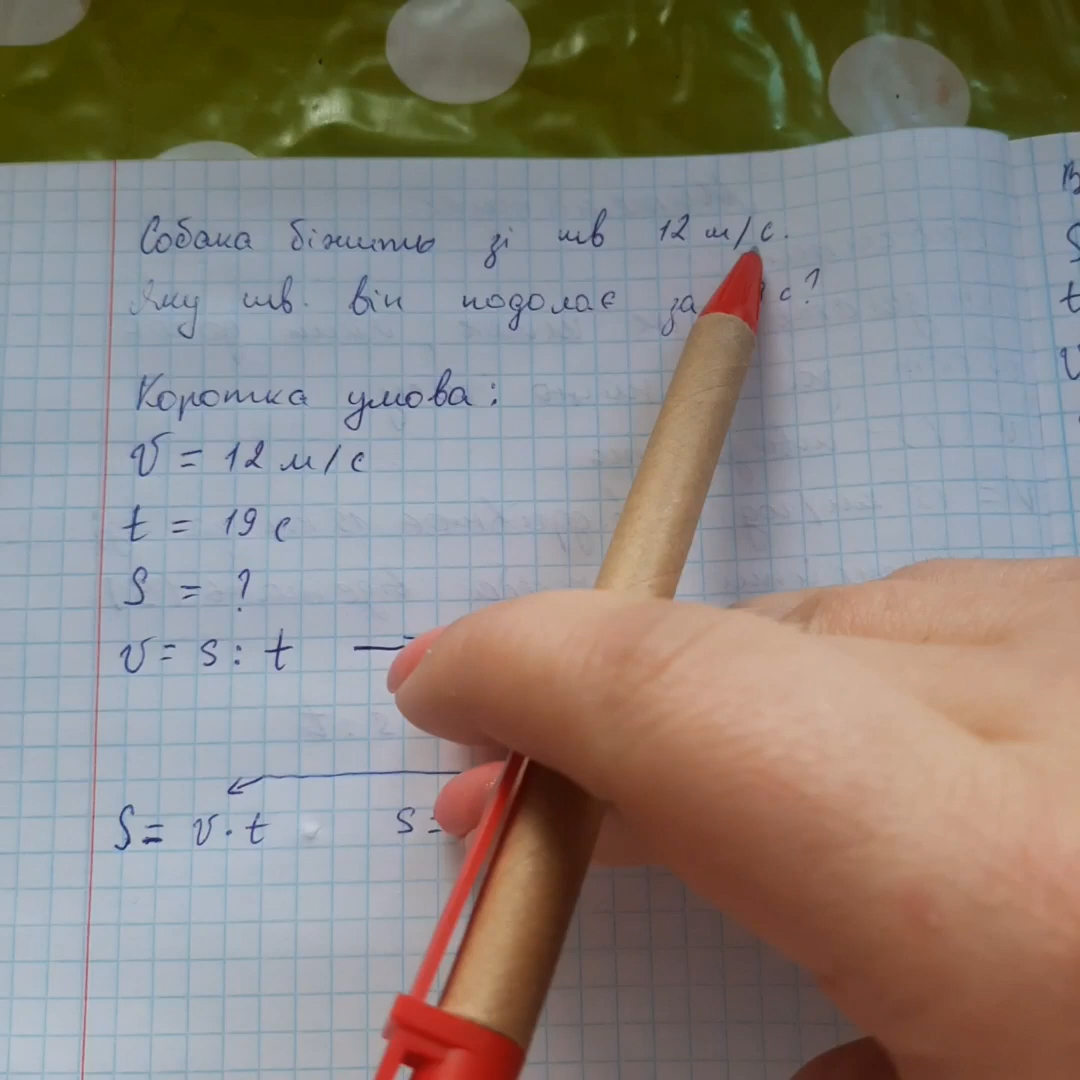 Собака біжить зі шв 12 м/с.
Яку шв. він подолає за с?
Коротка умова:
V = 12 м/с
t = 19 с
S = ?
v = s : t —
S = v · t S =